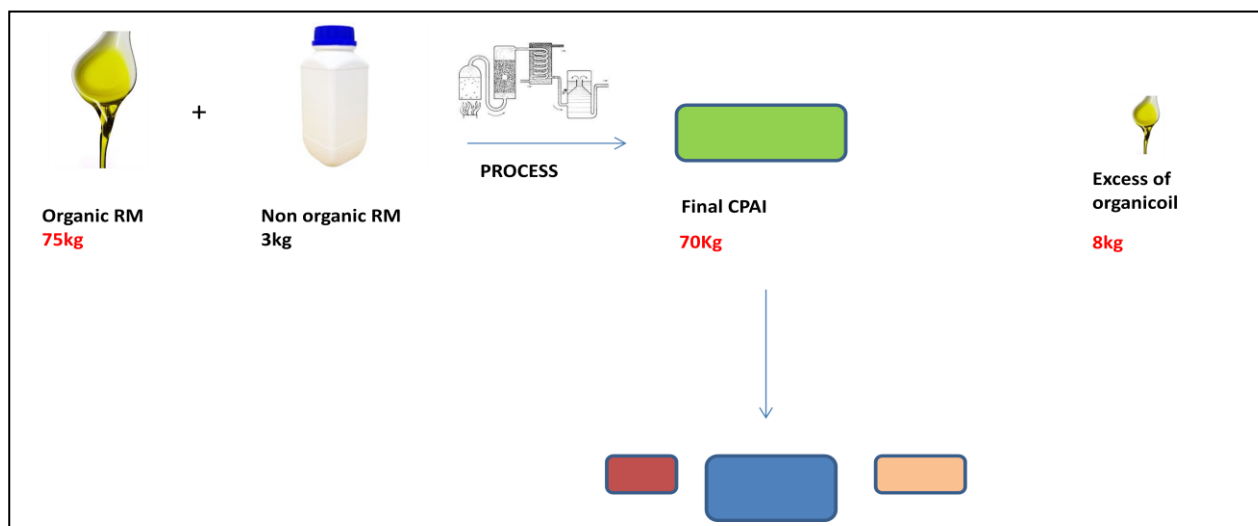 +
PROCESS
Organic RM
75kg
Non organic RM
3kg
Final CPAI
70Kg
Excess of
organicoil
8kg